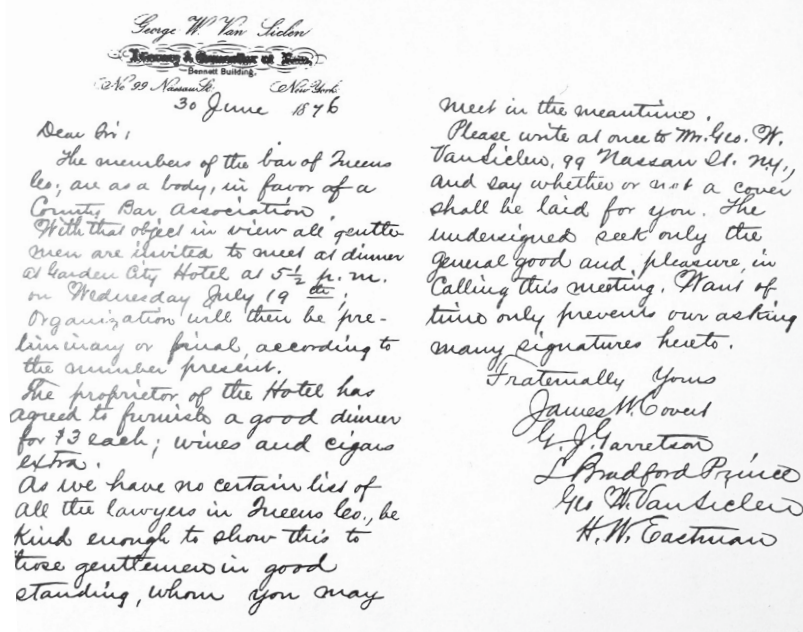 George W. Van Siclen
Attorney & Counsellor at Law,
Bennett Building,
No. 99 Nassau St. New York
30 June 1876
Dear Sir,
The members of the bar of Queens
Co., are as a body, in favor of a
County Bar Association.
With that object in view all gentle-
men are invited to meet at dinner
at Garden City Hotel at 5½ p.m.
on Wednesday July 19th;
Organization will then be pre-
liminary or final, according to
the number present.
The proprietor of the Hotel has
agreed to furnish a good dinner
for $3 each; wines and cigars
extra.
As we have no certain list of
all the lawyers in Queens Co., be
kind enough to show this to
those gentlemen in good
standing, whom you may
meet in the meantime.
Please write at once to Mr. Geo. W.
VanSiclen, 99 Nassau St. N.Y.,
and say whether or not a cover
shall be laid for you. The
undersigned seek only the
general good and pleasure, in
calling this meeting. Want of
time only, prevents our asking
many signatures hereto.
Fraternally Yours
James W. Covert
G. J. Garretson
L Bradford Prince
Geo W. VanSiclen
H. W. Eastman